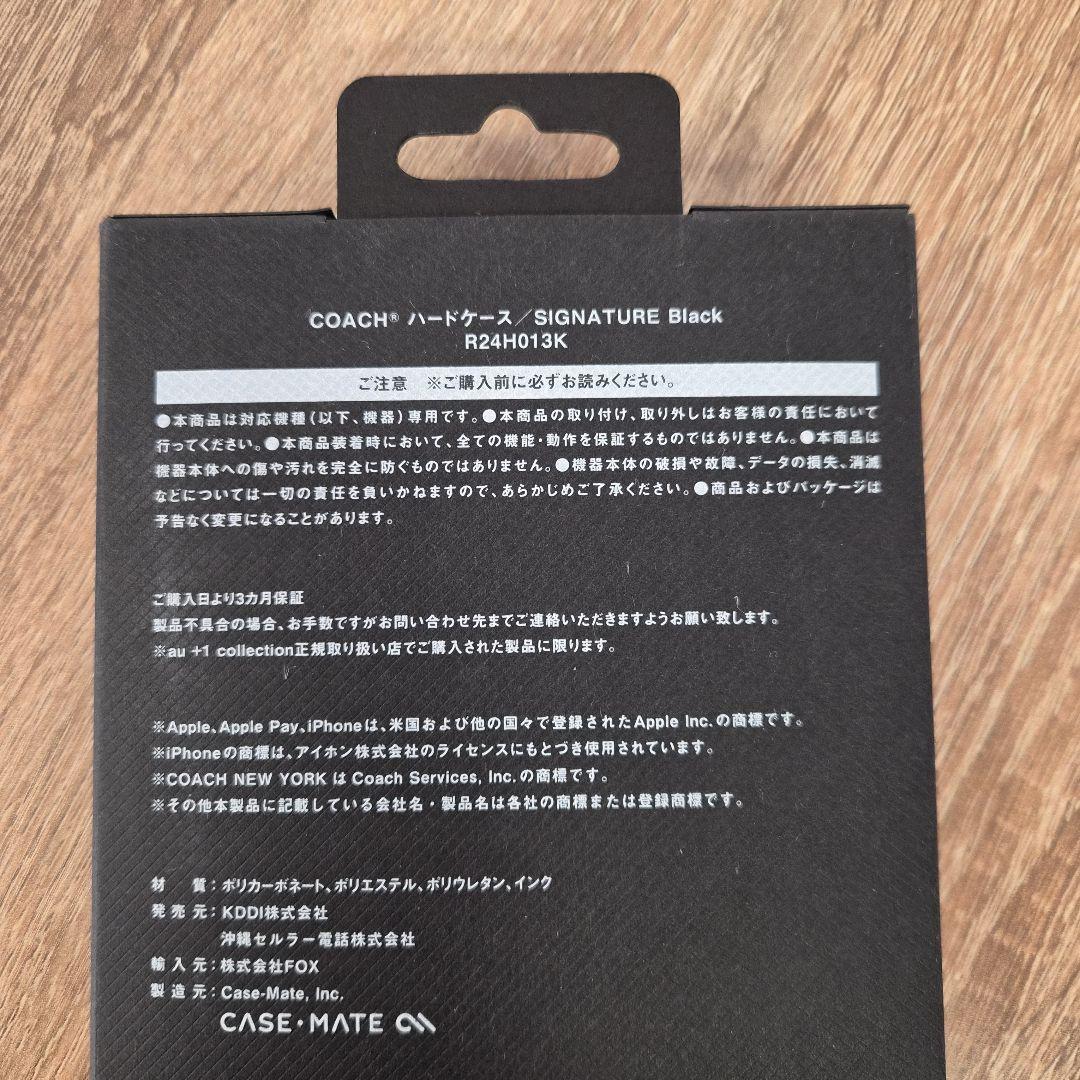 COACH® ハードケース／SIGNATURE Black
R24H013K
ご注意　※ご購入前に必ずお読みください。
●本商品は対応機種（以下、機器）専用です。●本商品の取り付け、取り外しはお客様の責任において
行ってください。●本商品装着時において、全ての機能・動作を保証するものではありません。●本商品は
機器本体への傷や汚れを完全に防ぐものではありません。●機器本体の破損や故障、データの損失、消滅
などについては一切の責任を負いかねますので、あらかじめご了承ください。●商品およびパッケージは
予告なく変更になることがあります。
ご購入日より3カ月保証
製品不具合の場合、お手数ですがお問い合わせ先までご連絡いただきますようお願い致します。
※au +1 collection正規取り扱い店でご購入された製品に限ります。
※Apple、Apple Pay、iPhoneは、米国および他の国々で登録されたApple Inc.の商標です。
※iPhoneの商標は、アイホン株式会社のライセンスにもとづき使用されています。
※COACH NEW YORK は Coach Services, Inc.の商標です。
※その他本製品に記載している会社名・製品名は各社の商標または登録商標です。
材　質：ポリカーボネート、ポリエステル、ポリウレタン、インク
発売元：KDDI株式会社
沖縄セルラー電話株式会社
輸入元：株式会社FOX
製造元：Case-Mate, Inc.
CASE·MATE